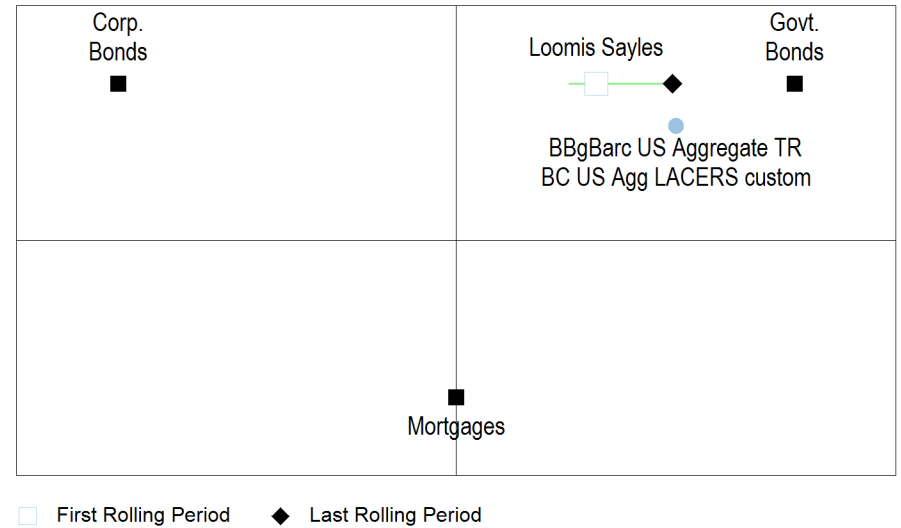 Corp.
Bonds
Loomis Sayles
Govt.
Bonds
BBgBarc US Aggregate TR
BC US Agg LACERS custom
Mortgages
First Rolling Period
Last Rolling Period